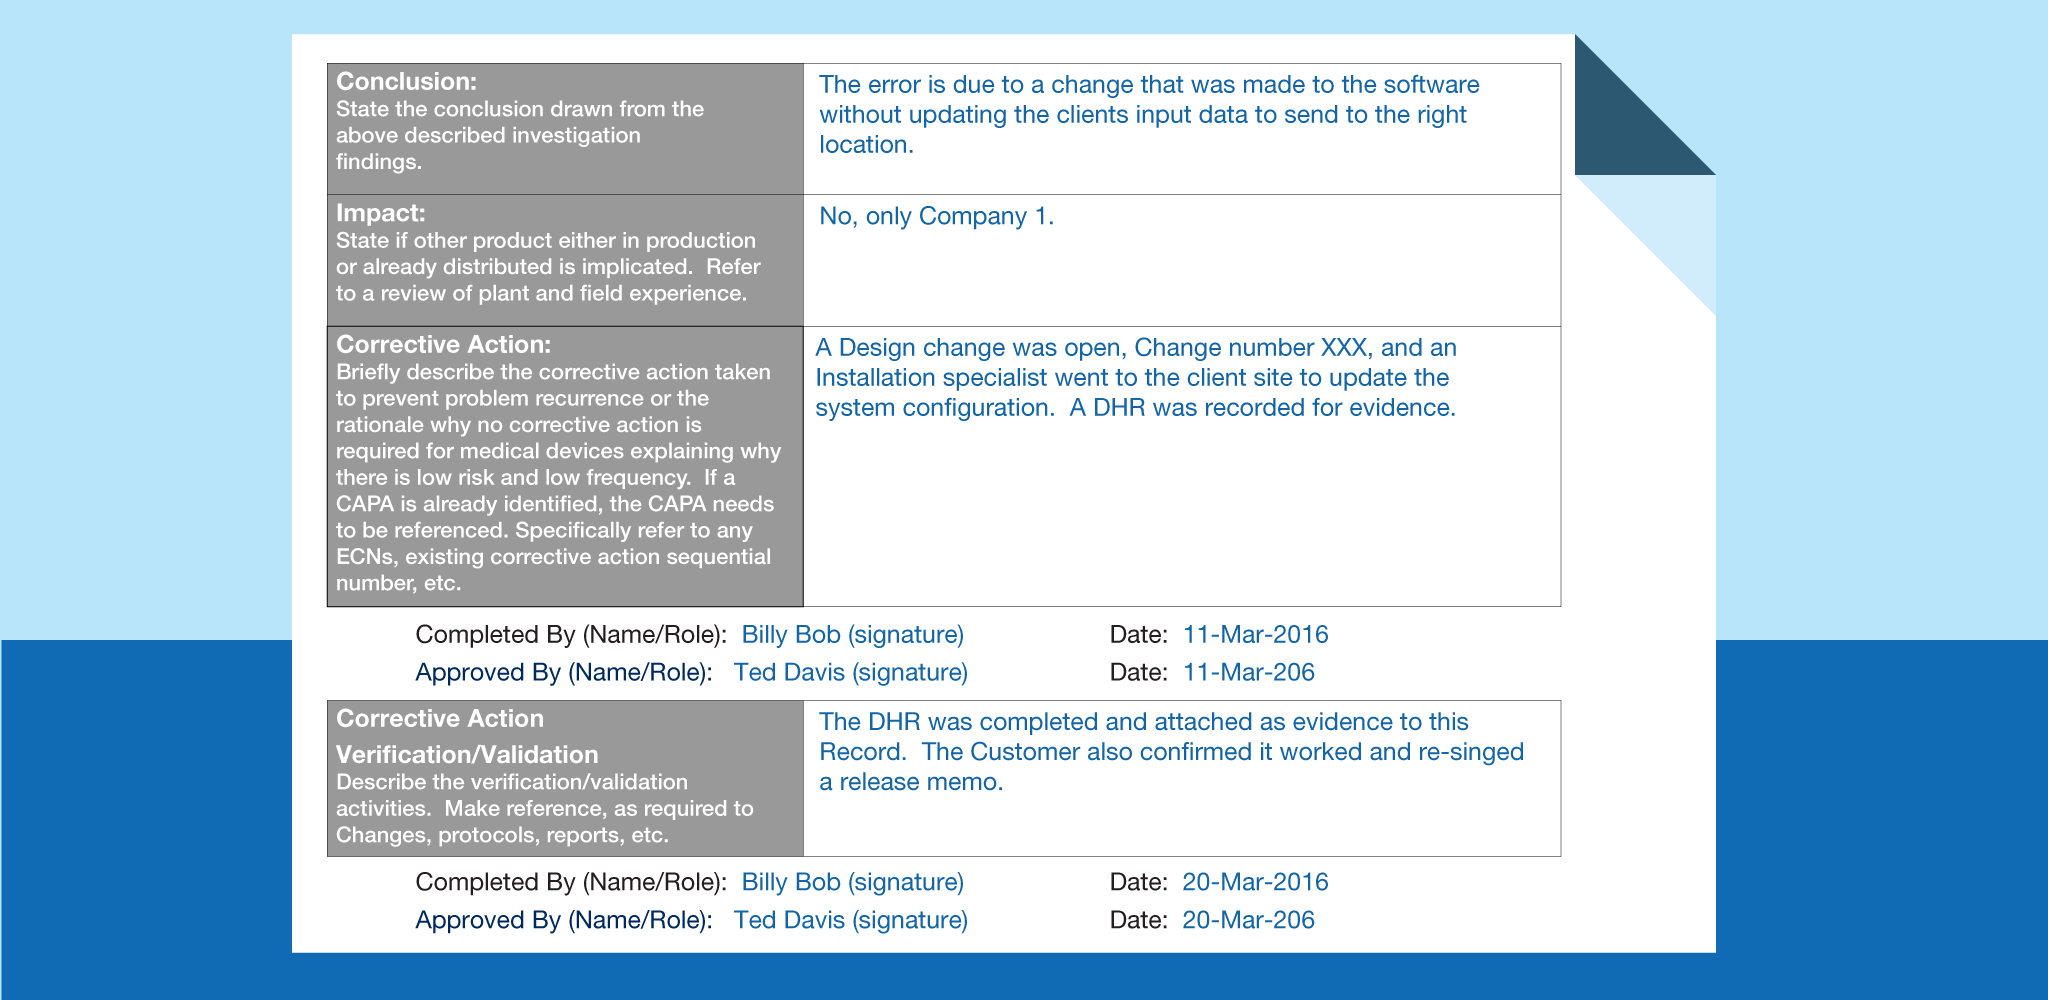 Conclusion:
State the conclusion drawn from the
above described investigation
findings.
The error is due to a change that was made to the software
without updating the clients input data to send to the right
location.
Impact:
State if other product either in production
or already distributed is implicated.  Refer
to a review of plant and field experience.
No, only Company 1.
Corrective Action:
Briefly describe the corrective action taken
to prevent problem recurrence or the
rationale why no corrective action is
required for medical devices explaining why
there is low risk and low frequency.  If a
CAPA is already identified, the CAPA needs
to be referenced. Specifically refer to any
ECNs, existing corrective action sequential
number, etc.
A Design change was open, Change number XXX, and an
Installation specialist went to the client site to update the
system configuration.  A DHR was recorded for evidence.
Completed By (Name/Role):  Billy Bob (signature)  Date:  11-Mar-2016
Approved By (Name/Role):  Ted Davis (signature)  Date:  11-Mar-206
Corrective Action
Verification/Validation
Describe the verification/validation
activities.  Make reference, as required to
Changes, protocols, reports, etc.
The DHR was completed and attached as evidence to this
Record.  The Customer also confirmed it worked and re-singed
a release memo.
Completed By (Name/Role):  Billy Bob (signature)  Date:  20-Mar-2016
Approved By (Name/Role):  Ted Davis (signature)  Date:  20-Mar-206